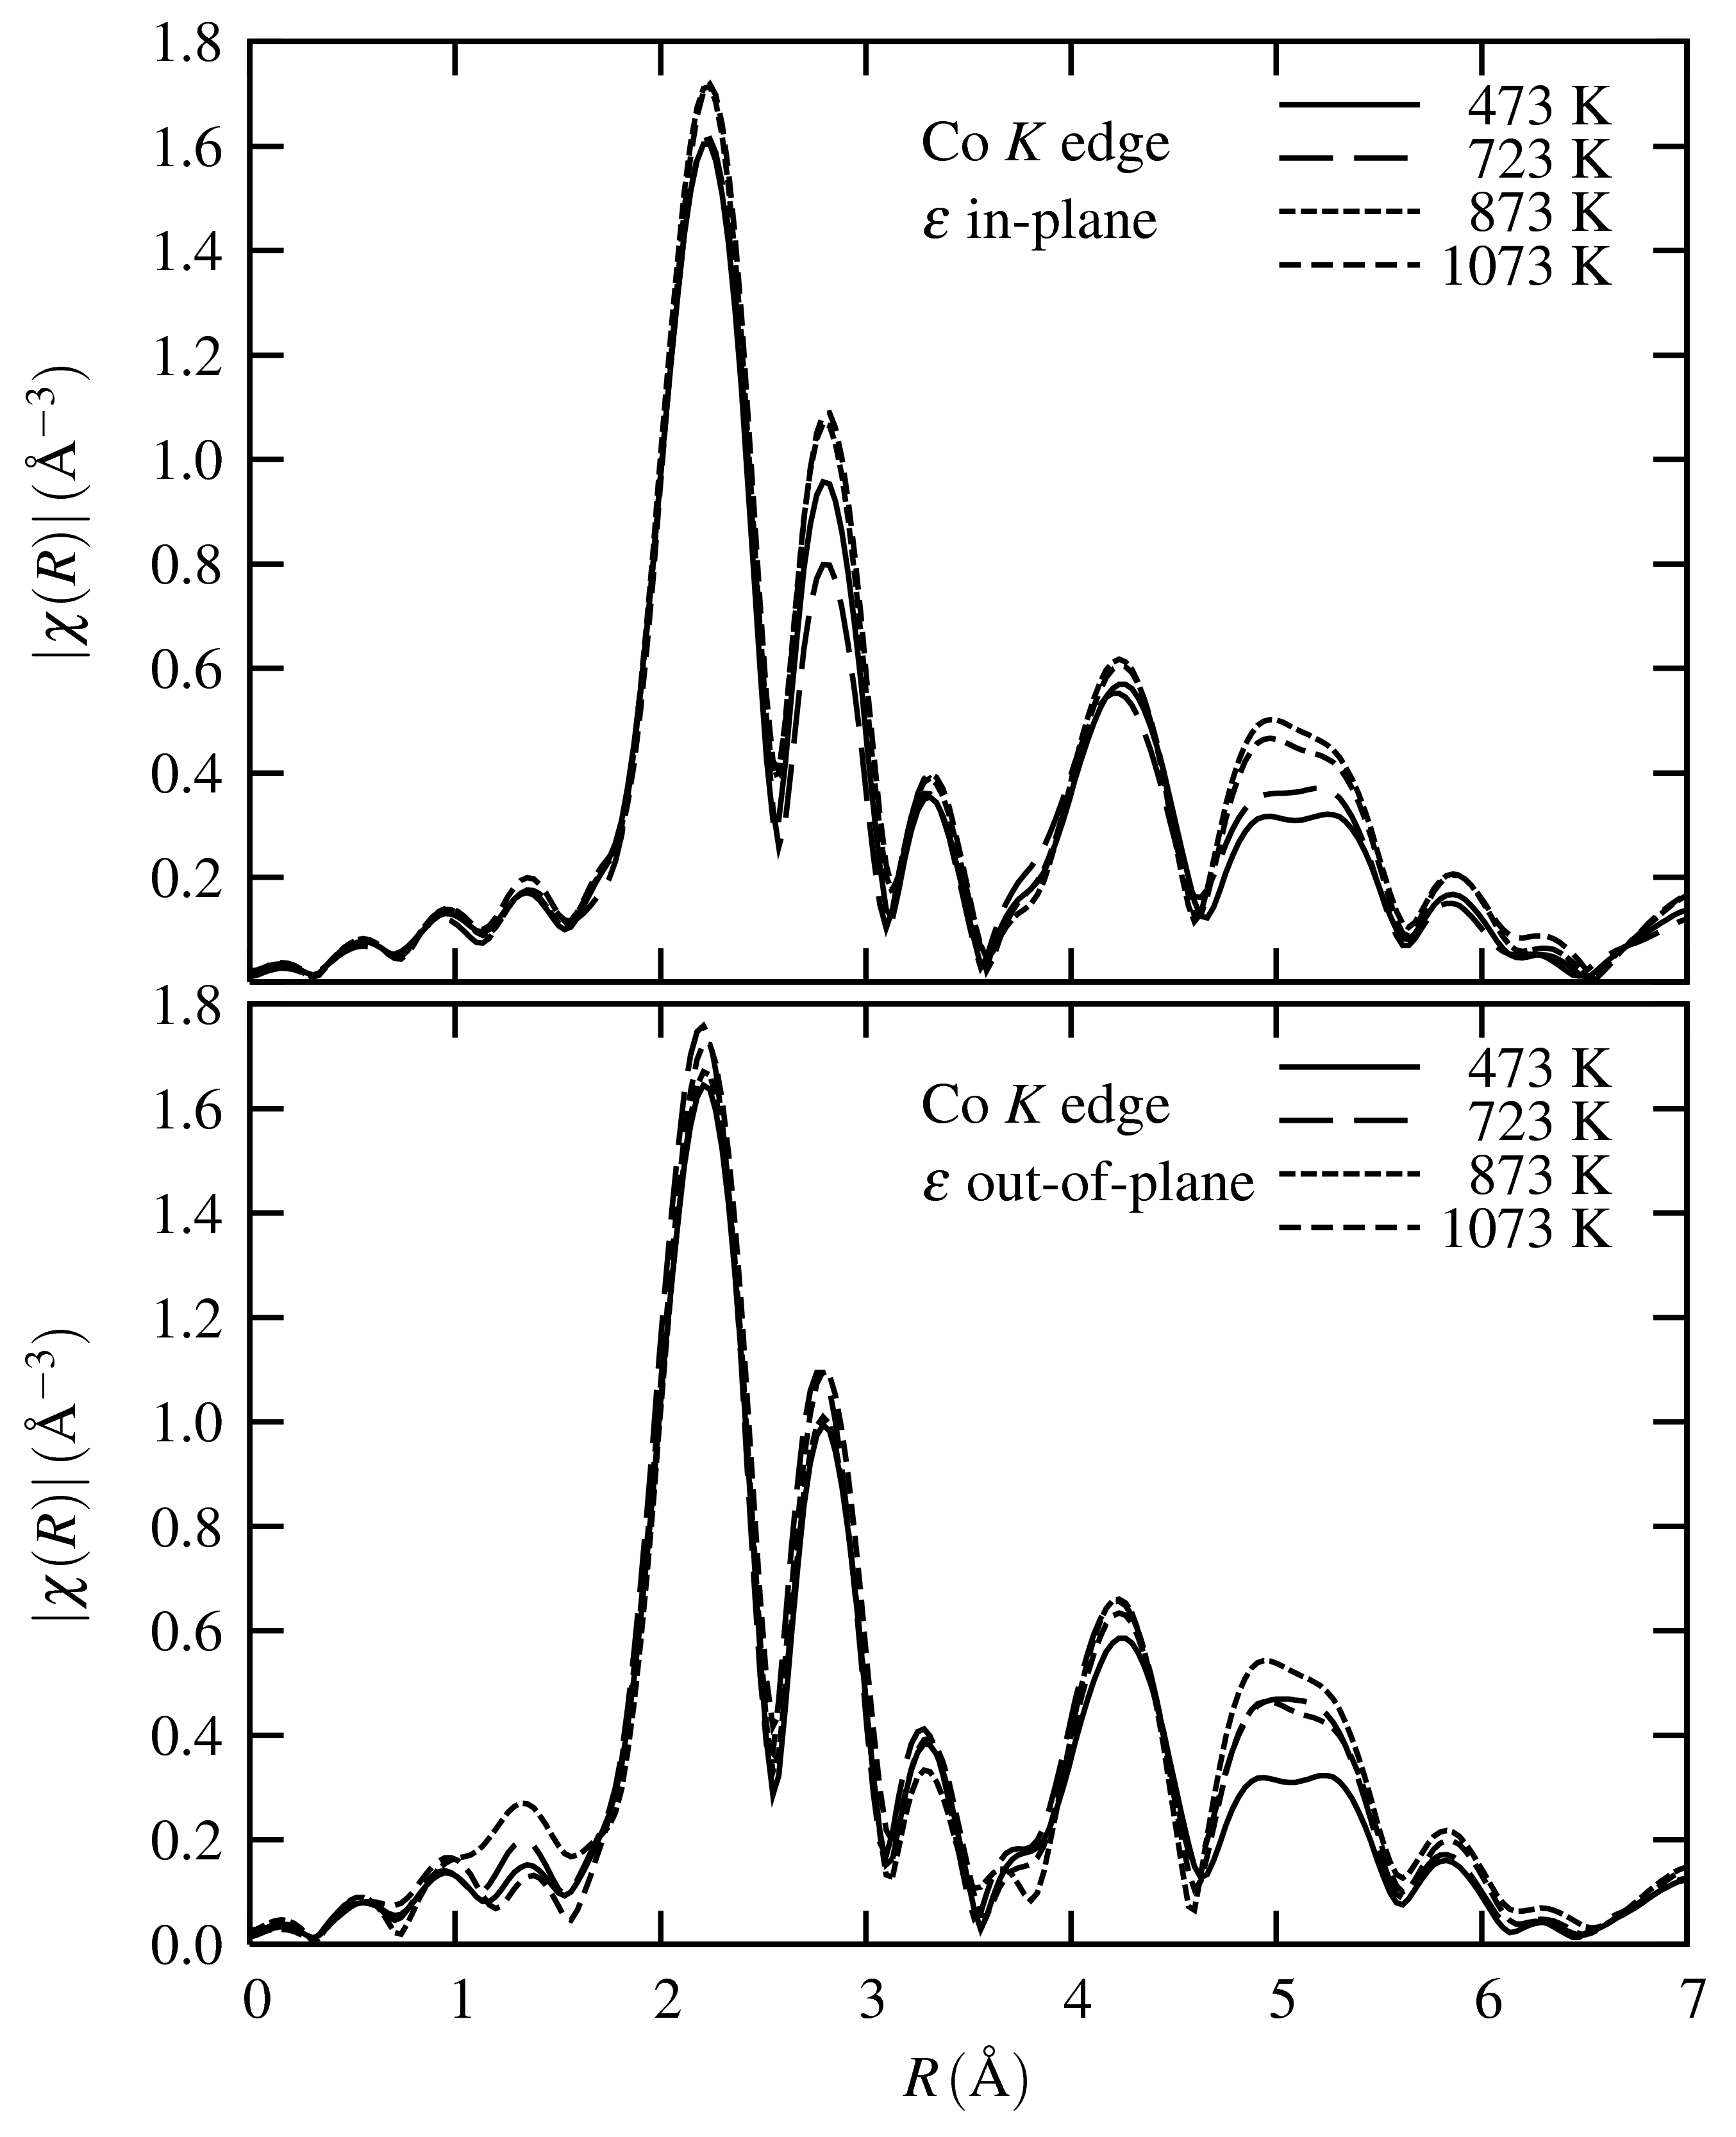 1.8
1.6
1.4
1.2
1.0
0.8
0.6
0.4
0.2
|χ(R)| (Å⁻³)
Co K edge
ε in-plane
473 K
723 K
873 K
1073 K
1.8
1.6
1.4
1.2
1.0
0.8
0.6
0.4
0.2
0.0
|χ(R)| (Å⁻³)
Co K edge
ε out-of-plane
473 K
723 K
873 K
1073 K
0 1 2 3 4 5 6 7
R (Å)